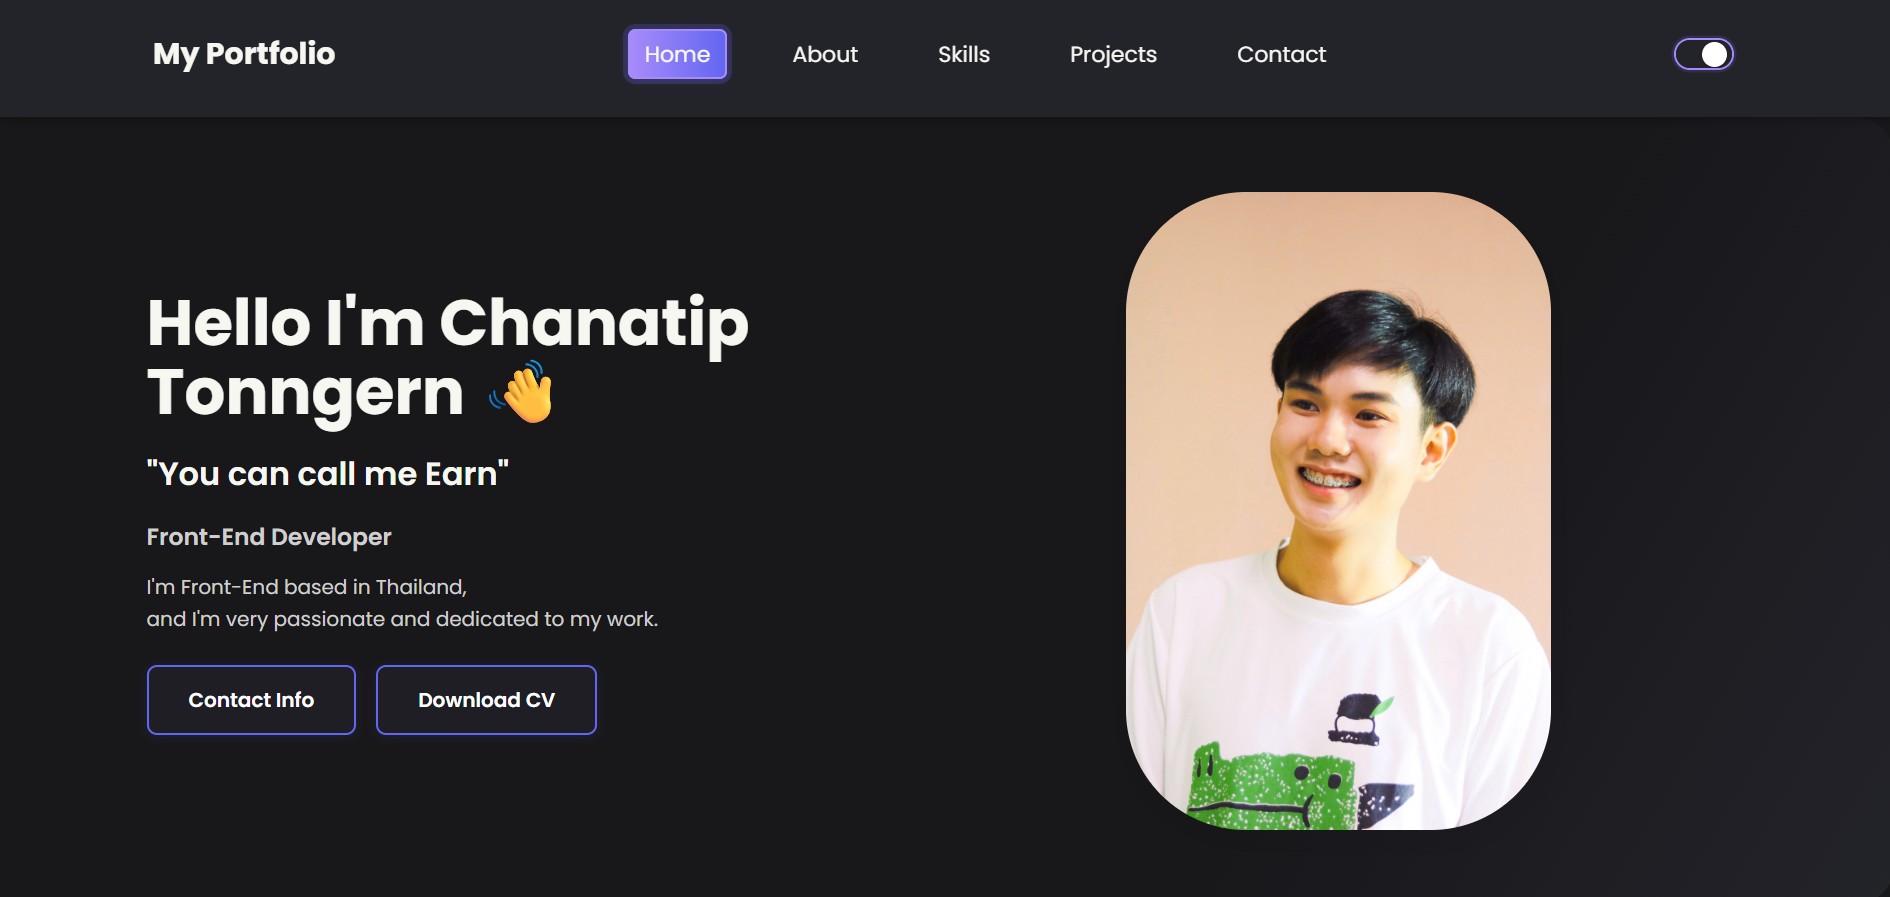 My Portfolio
Home
About
Skills
Projects
Contact
Hello I'm Chanatip
Tonngern 👋
"You can call me Earn"
Front-End Developer
I'm Front-End based in Thailand,
and I'm very passionate and dedicated to my work.
Contact Info
Download CV